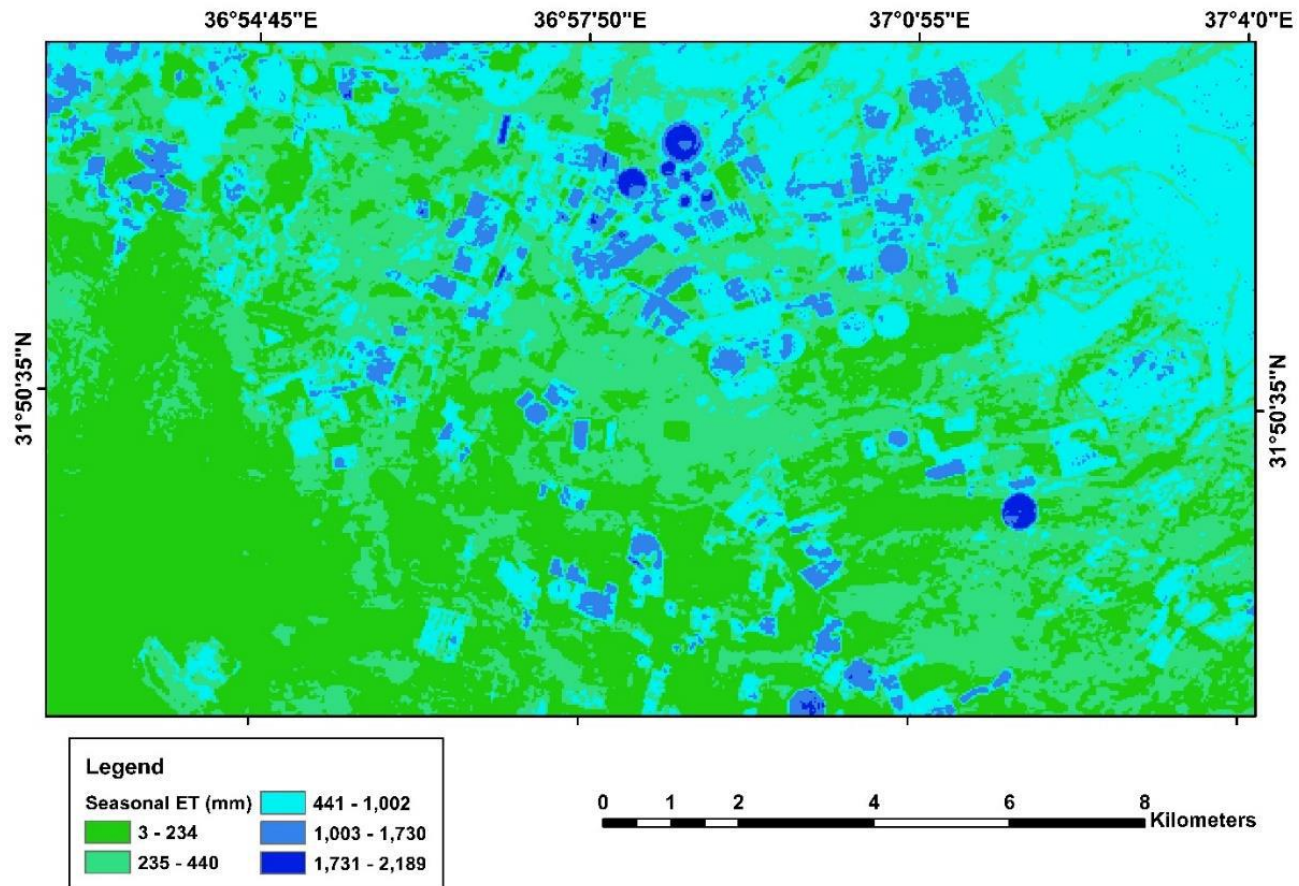 36°54'45"E 36°57'50"E 37°0'55"E 37°4'0"E
31°50'35"N
31°50'35"N
Legend
Seasonal ET (mm)
3 - 234
235 - 440
441 - 1,002
1,003 - 1,730
1,731 - 2,189
0 1 2 4 6 8
Kilometers